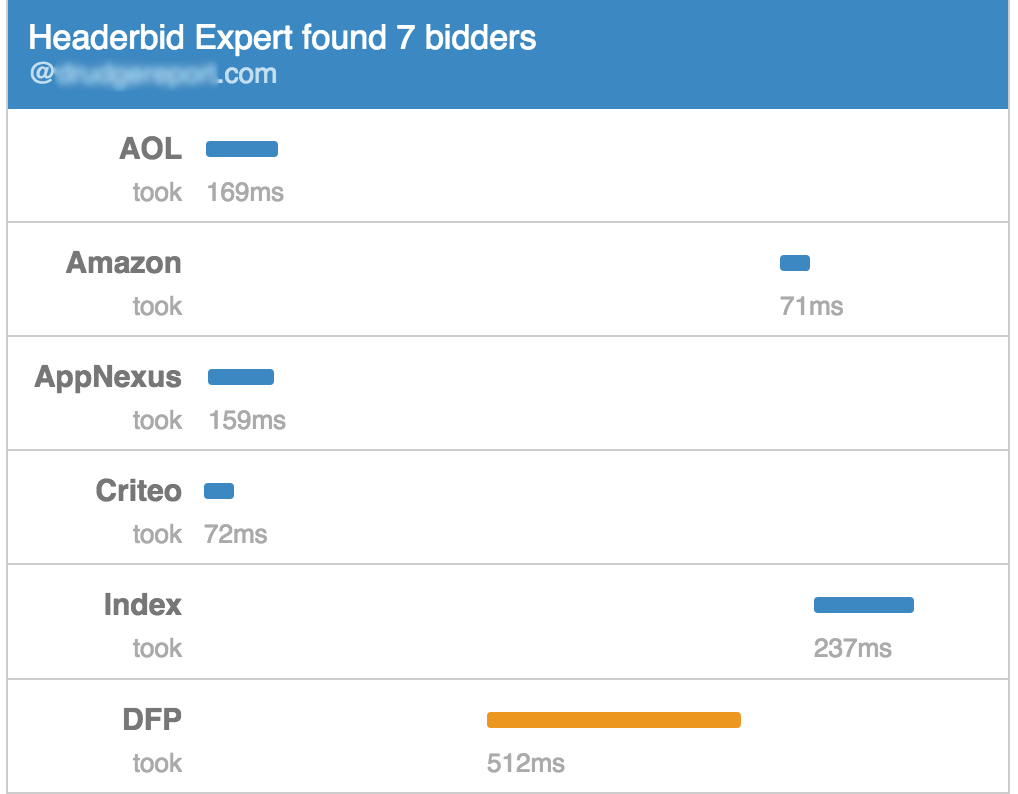 Headerbid Expert found 7 bidders
@ .com
AOL
took 169ms
Amazon
took 71ms
AppNexus
took 159ms
Criteo
took 72ms
Index
took 237ms
DFP
took 512ms